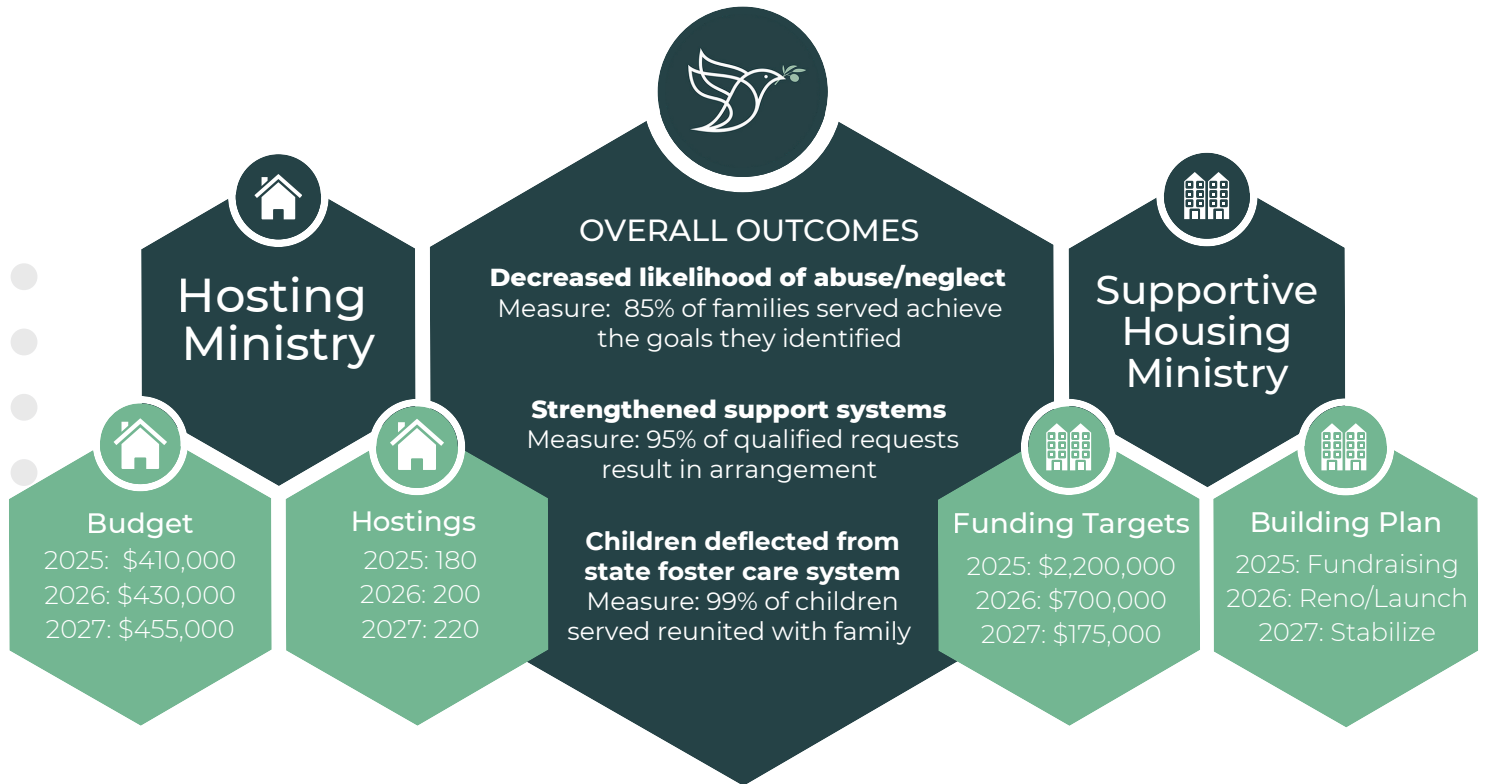 Hosting
Ministry
Budget
2025: $410,000
2026: $430,000
2027: $455,000
Hostings
2025: 180
2026: 200
2027: 220
OVERALL OUTCOMES
Decreased likelihood of abuse/neglect
Measure: 85% of families served achieve
the goals they identified
Strengthened support systems
Measure: 95% of qualified requests
result in arrangement
Children deflected from
state foster care system
Measure: 99% of children
served reunited with family
Supportive
Housing
Ministry
Funding Targets
2025: $2,200,000
2026: $700,000
2027: $175,000
Building Plan
2025: Fundraising
2026: Reno/Launch
2027: Stabilize